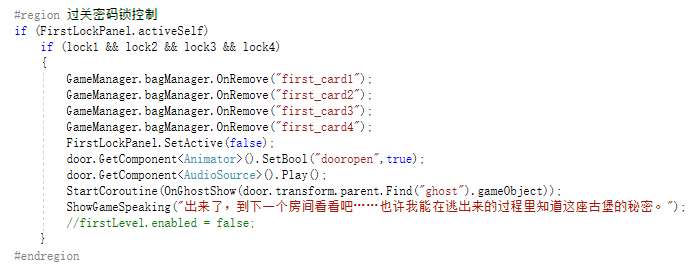 #region 过关密码锁控制
if (FirstLockPanel.activeSelf)
if (lock1 && lock2 && lock3 && lock4)
{
GameManager.bagManager.OnRemove("first_card1");
GameManager.bagManager.OnRemove("first_card2");
GameManager.bagManager.OnRemove("first_card3");
GameManager.bagManager.OnRemove("first_card4");
FirstLockPanel.SetActive(false);
door.GetComponent<Animator>().SetBool("dooropen",true);
door.GetComponent<AudioSource>().Play();
StartCoroutine(OnGhostShow(door.transform.parent.Find("ghost").gameObject));
ShowGameSpeaking("出来了，到下一个房间看看吧……也许我能在逃出来的过程里知道这座古堡的秘密。");
//firstLevel.enabled = false;
}
#endregion